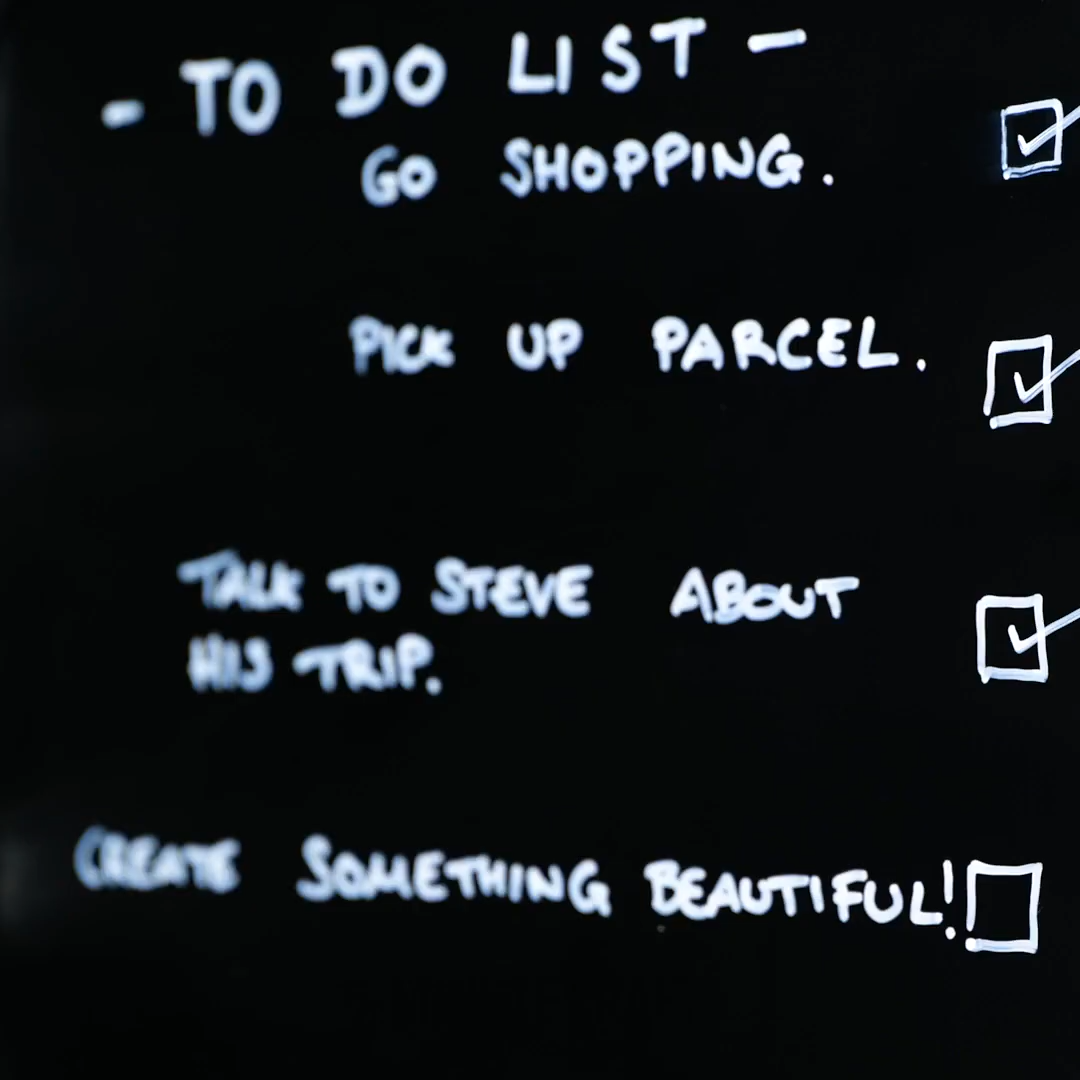 - TO DO LIST -
GO SHOPPING.
PICK UP PARCEL.
TALK TO STEVE ABOUT
HIS TRIP.
CREATE SOMETHING BEAUTIFUL!